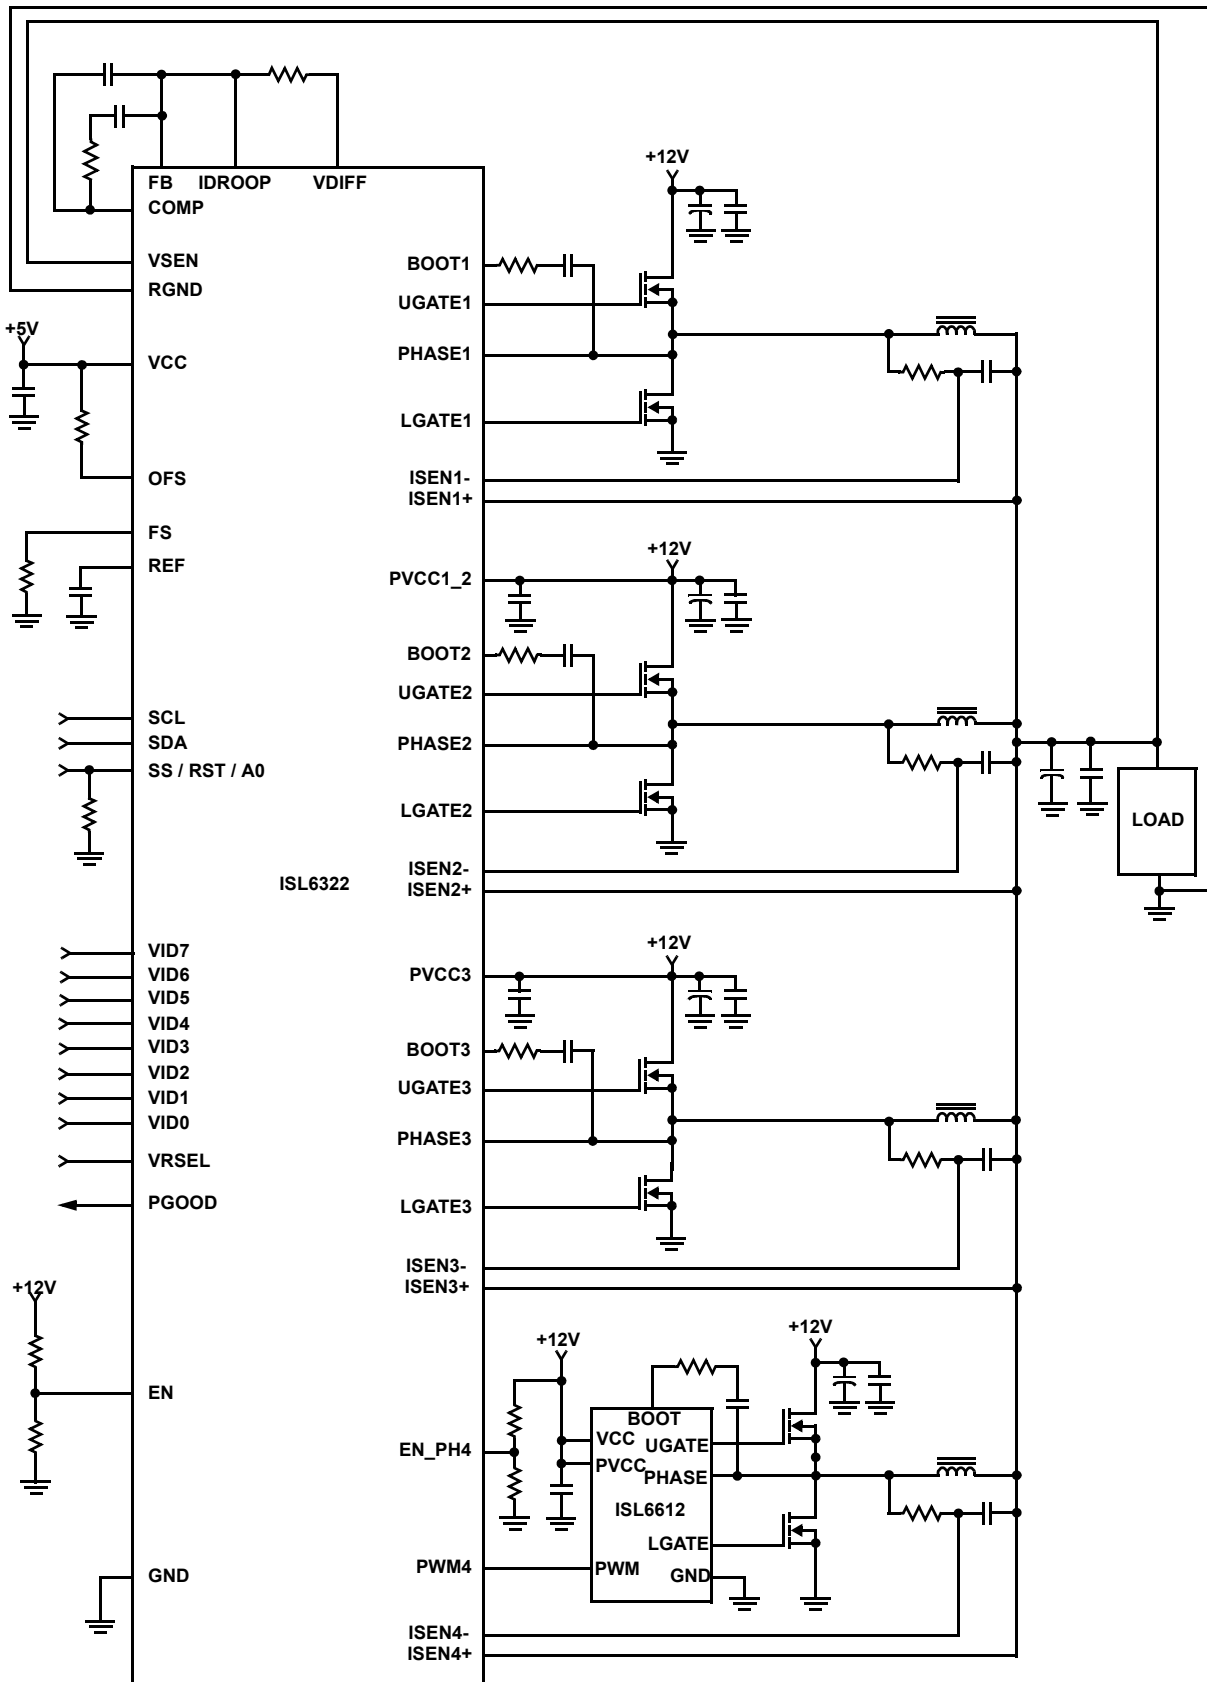 FB IDROOP VDIFF
COMP
VSEN
RGND
+5V
VCC
OFS
FS
REF
SCL
SDA
SS / RST / A0
ISL6322
VID7
VID6
VID5
VID4
VID3
VID2
VID1
VID0
VRSEL
PGOOD
+12V
EN
GND
+12V
BOOT1
UGATE1
PHASE1
LGATE1
ISEN1-
ISEN1+
+12V
PVCC1_2
BOOT2
UGATE2
PHASE2
LGATE2
ISEN2-
ISEN2+
LOAD
+12V
PVCC3
BOOT3
UGATE3
PHASE3
LGATE3
ISEN3-
ISEN3+
+12V
+12V
EN_PH4
BOOT
VCC
UGATE
PVCC
PHASE
ISL6612
LGATE
PWM4
PWM
GND
ISEN4-
ISEN4+